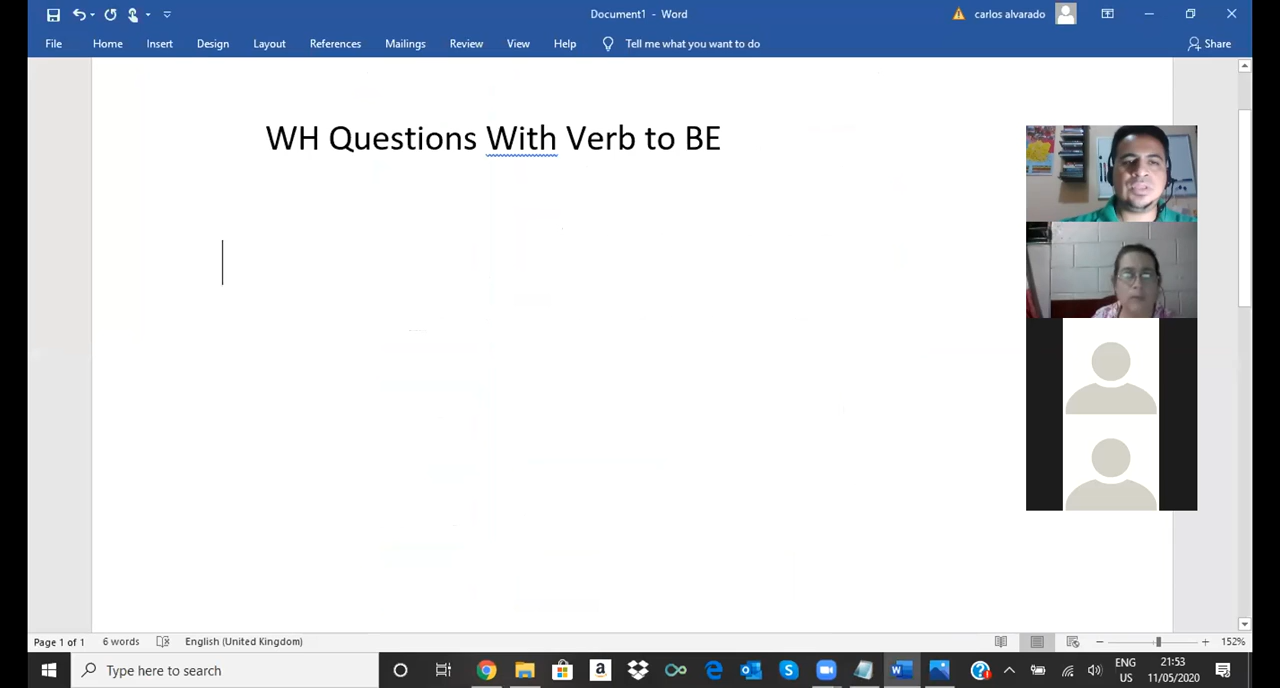 Document1 - Word
carlos alvarado
File Home Insert Design Layout References Mailings Review View Help Tell me what you want to do Share
WH Questions With Verb to BE
Page 1 of 1 6 words English (United Kingdom) 152%
Type here to search
ENG 21:53
US 11/05/2020